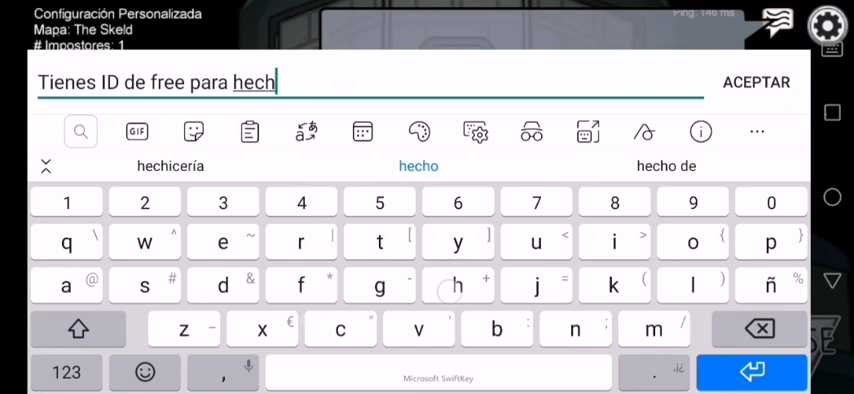 Configuración Personalizada
Mapa: The Skeld
# Impostores: 1
Ping: 146 ms
Tienes ID de free para hech
ACEPTAR
GIF
hechicería hecho hecho de
1 2 3 4 5 6 7 8 9 0
q \ w ^ e ~ r | t [ y ] u < i > o { p }
a @ s # d & f * g - h + j = k ( l ) ñ %
z _ x € c " v ' b : n ; m /
123 , . ¡¿
Microsoft SwiftKey